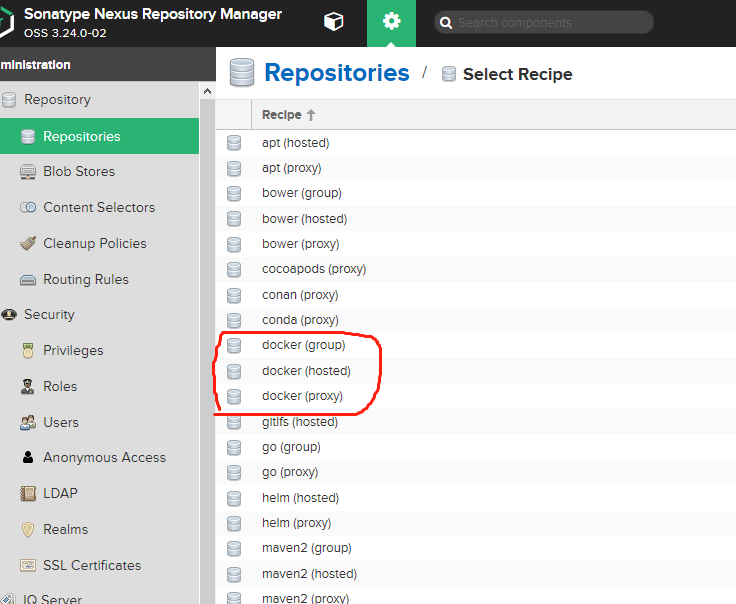 Sonatype Nexus Repository Manager
OSS 3.24.0-02
Search components
ministration
Repository
Repositories
Blob Stores
Content Selectors
Cleanup Policies
Routing Rules
Security
Privileges
Roles
Users
Anonymous Access
LDAP
Realms
SSL Certificates
IQ Server
Repositories / Select Recipe
Recipe
apt (hosted)
apt (proxy)
bower (group)
bower (hosted)
bower (proxy)
cocoapods (proxy)
conan (proxy)
conda (proxy)
docker (group)
docker (hosted)
docker (proxy)
gitlfs (hosted)
go (group)
go (proxy)
helm (hosted)
helm (proxy)
maven2 (group)
maven2 (hosted)
maven2 (proxy)